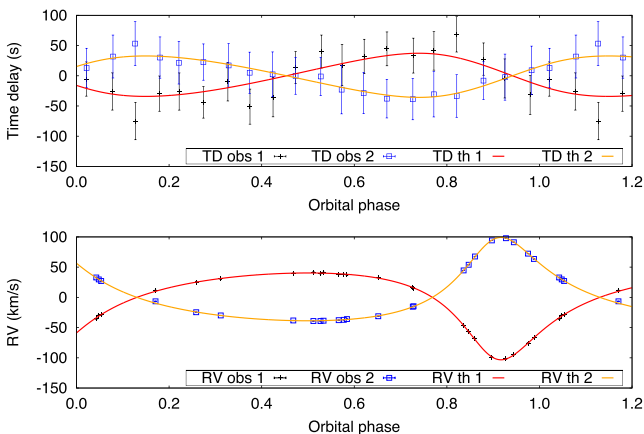 Time delay (s)
100
50
0
-50
-100
-150
TD obs 1 TD obs 2 TD th 1 TD th 2
0.0 0.2 0.4 0.6 0.8 1.0 1.2
Orbital phase
RV (km/s)
100
50
0
-50
-100
-150
RV obs 1 RV obs 2 RV th 1 RV th 2
0.0 0.2 0.4 0.6 0.8 1.0 1.2
Orbital phase